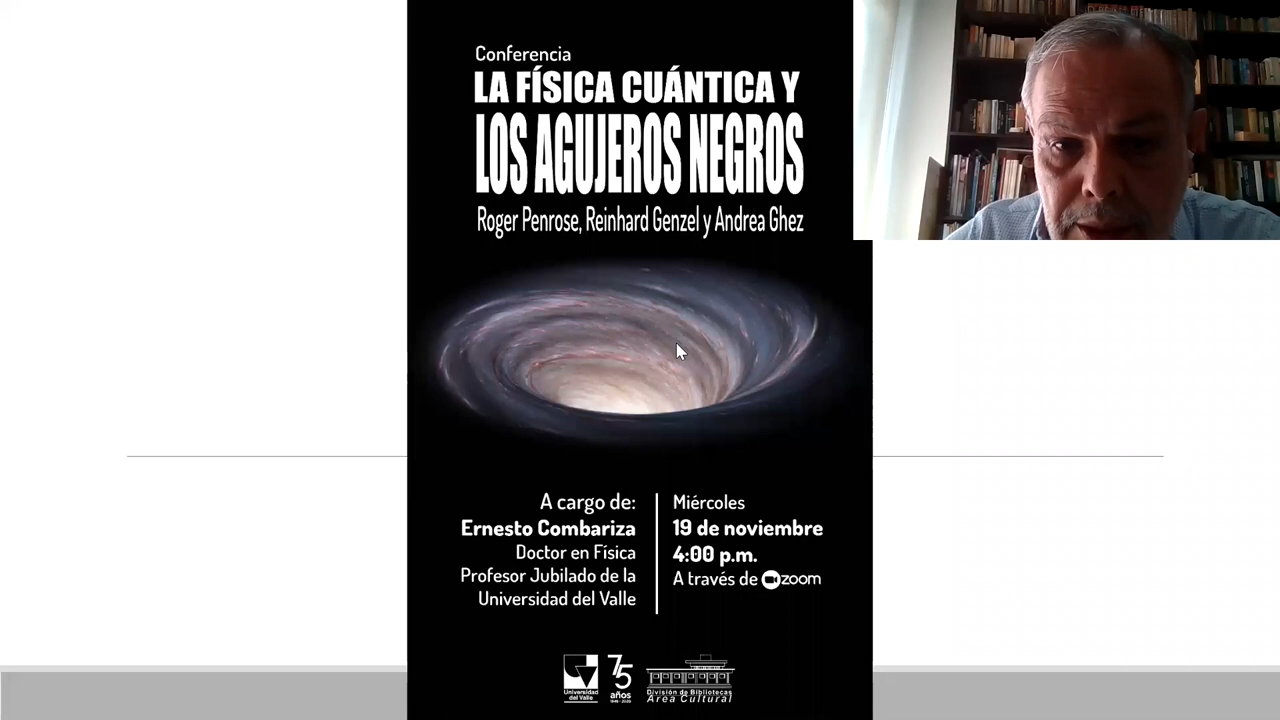 Conferencia
LA FÍSICA CUÁNTICA Y
LOS AGUJEROS NEGROS
Roger Penrose, Reinhard Genzel y Andrea Ghez
A cargo de:
Ernesto Combariza
Doctor en Física
Profesor Jubilado de la
Universidad del Valle
Miércoles
19 de noviembre
4:00 p.m.
A través de zoom
Universidad
del Valle
75
años
División de Bibliotecas
Área Cultural